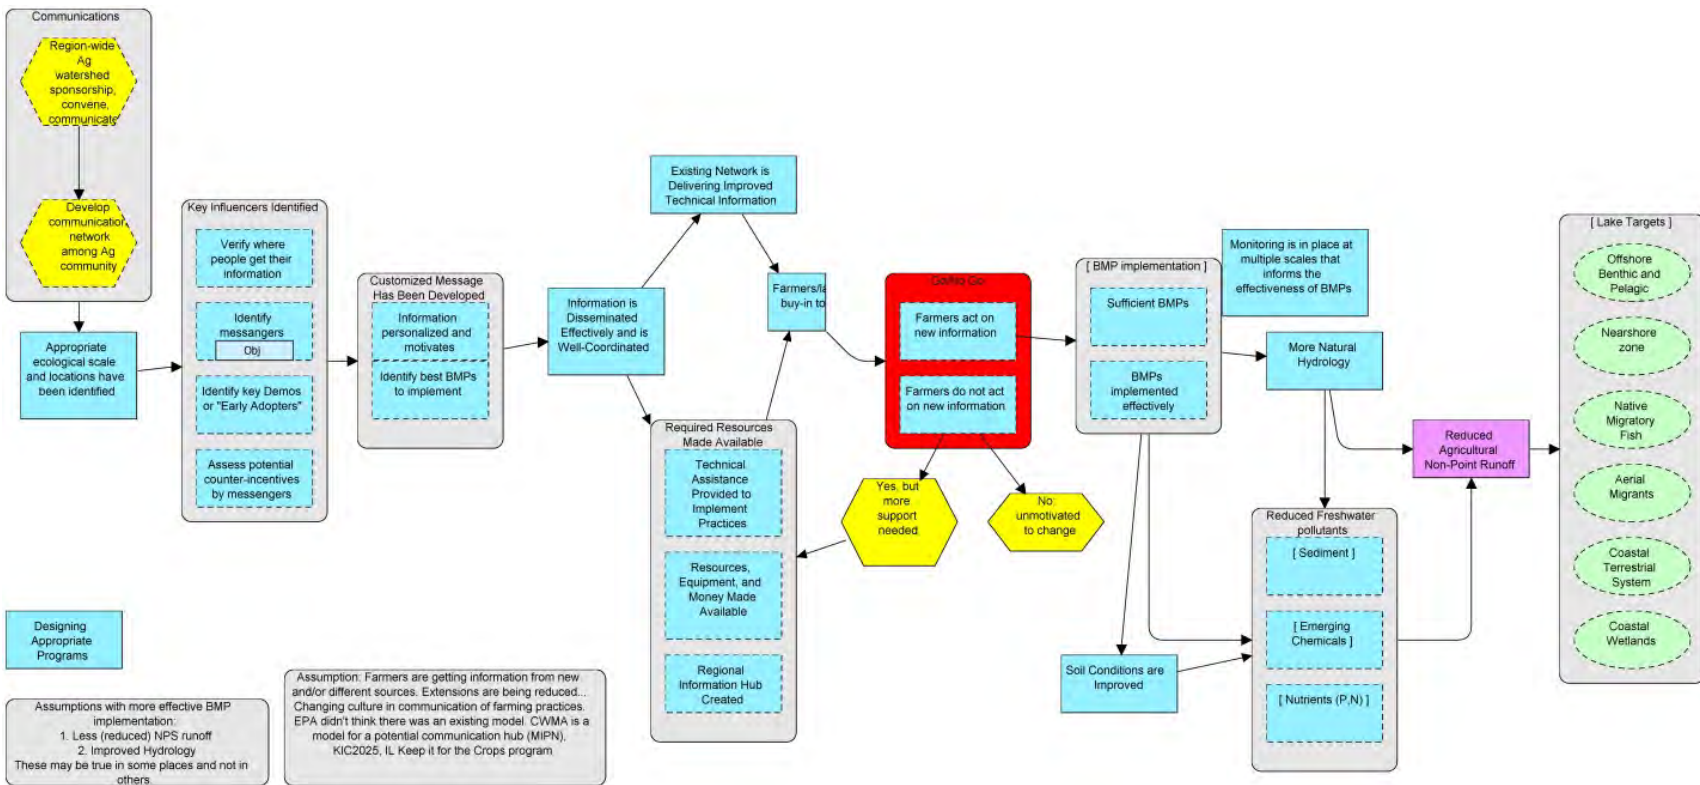 Communications
Region-wide
Ag
watershed
sponsorship,
convene,
communicate
Develop
communication
network
among Ag
community
Appropriate
ecological scale
and locations have
been identified
Key Influencers Identified
Verify where
people get their
information
Identify
messangers
Obj
Identify key Demos
or "Early Adopters"
Assess potential
counter-incentives
by messengers
Customized Message
Has Been Developed
Information
personalized and
motivates
Identify best BMPs
to implement
Information is
Disseminated
Effectively and is
Well-Coordinated
Existing Network is
Delivering Improved
Technical Information
Farmers/la
buy-in to
Required Resources
Made Available
Technical
Assistance
Provided to
Implement
Practices
Resources,
Equipment, and
Money Made
Available
Regional
Information Hub
Created
Go/No Go
Farmers act on
new information
Farmers do not act
on new information
Yes, but
more
support
needed
No:
unmotivated
to change
[ BMP implementation ]
Sufficient BMPs
BMPs
implemented
effectively
Monitoring is in place at
multiple scales that
informs the
effectiveness of BMPs
More Natural
Hydrology
Soil Conditions are
Improved
Reduced Freshwater
pollutants
[ Sediment ]
[ Emerging
Chemicals ]
[ Nutrients (P,N) ]
Reduced
Agricultural
Non-Point Runoff
[ Lake Targets ]
Offshore
Benthic and
Pelagic
Nearshore
zone
Native
Migratory
Fish
Aerial
Migrants
Coastal
Terrestrial
System
Coastal
Wetlands
Designing
Appropriate
Programs
Assumptions with more effective BMP
implementation:
1. Less (reduced) NPS runoff
2. Improved Hydrology
These may be true in some places and not in
others.
Assumption: Farmers are getting information from new
and/or different sources. Extensions are being reduced...
Changing culture in communication of farming practices.
EPA didn't think there was an existing model. CWMA is a
model for a potential communication hub (MIPN),
KIC2025, IL Keep it for the Crops program